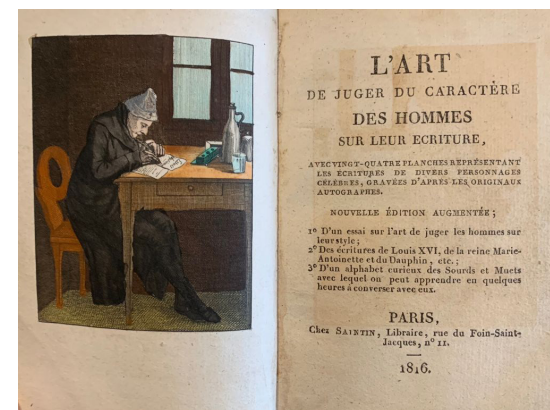 L'ART
DE JUGER DU CARACTÈRE
DES HOMMES
SUR LEUR ECRITURE,
AVEC VINGT-QUATRE PLANCHES REPRÉSENTANT
LES ÉCRITURES DE DIVERS PERSONNAGES
CÉLÈBRES, GRAVÉES D'APRÈS LES ORIGINAUX
AUTOGRAPHES.
NOUVELLE ÉDITION AUGMENTÉE;
1º D'un essai sur l'art de juger les hommes sur
leur style;
2º Des écritures de Louis XVI, de la reine Marie-
Antoinette et du Dauphin, etc.;
3º D'un alphabet curieux des Sourds et Muets
avec lequel on peut apprendre en quelques
heures à converser avec eux.
PARIS,
Chez SAINTIN, Libraire, rue du Foin-Saint-
Jacques, nº 11.
1816.